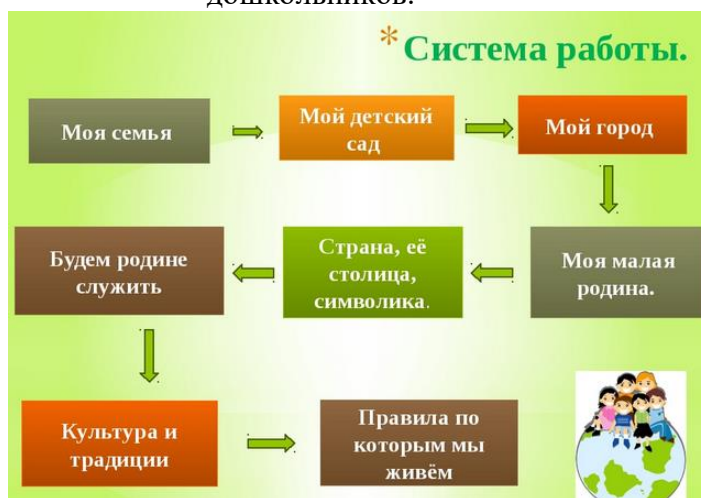 дошкольников.
* Система работы.
Моя семья
Мой детский
сад
Мой город
Моя малая
родина.
Страна, её
столица,
символика.
Будем родине
служить
Культура и
традиции
Правила по
которым мы
живём